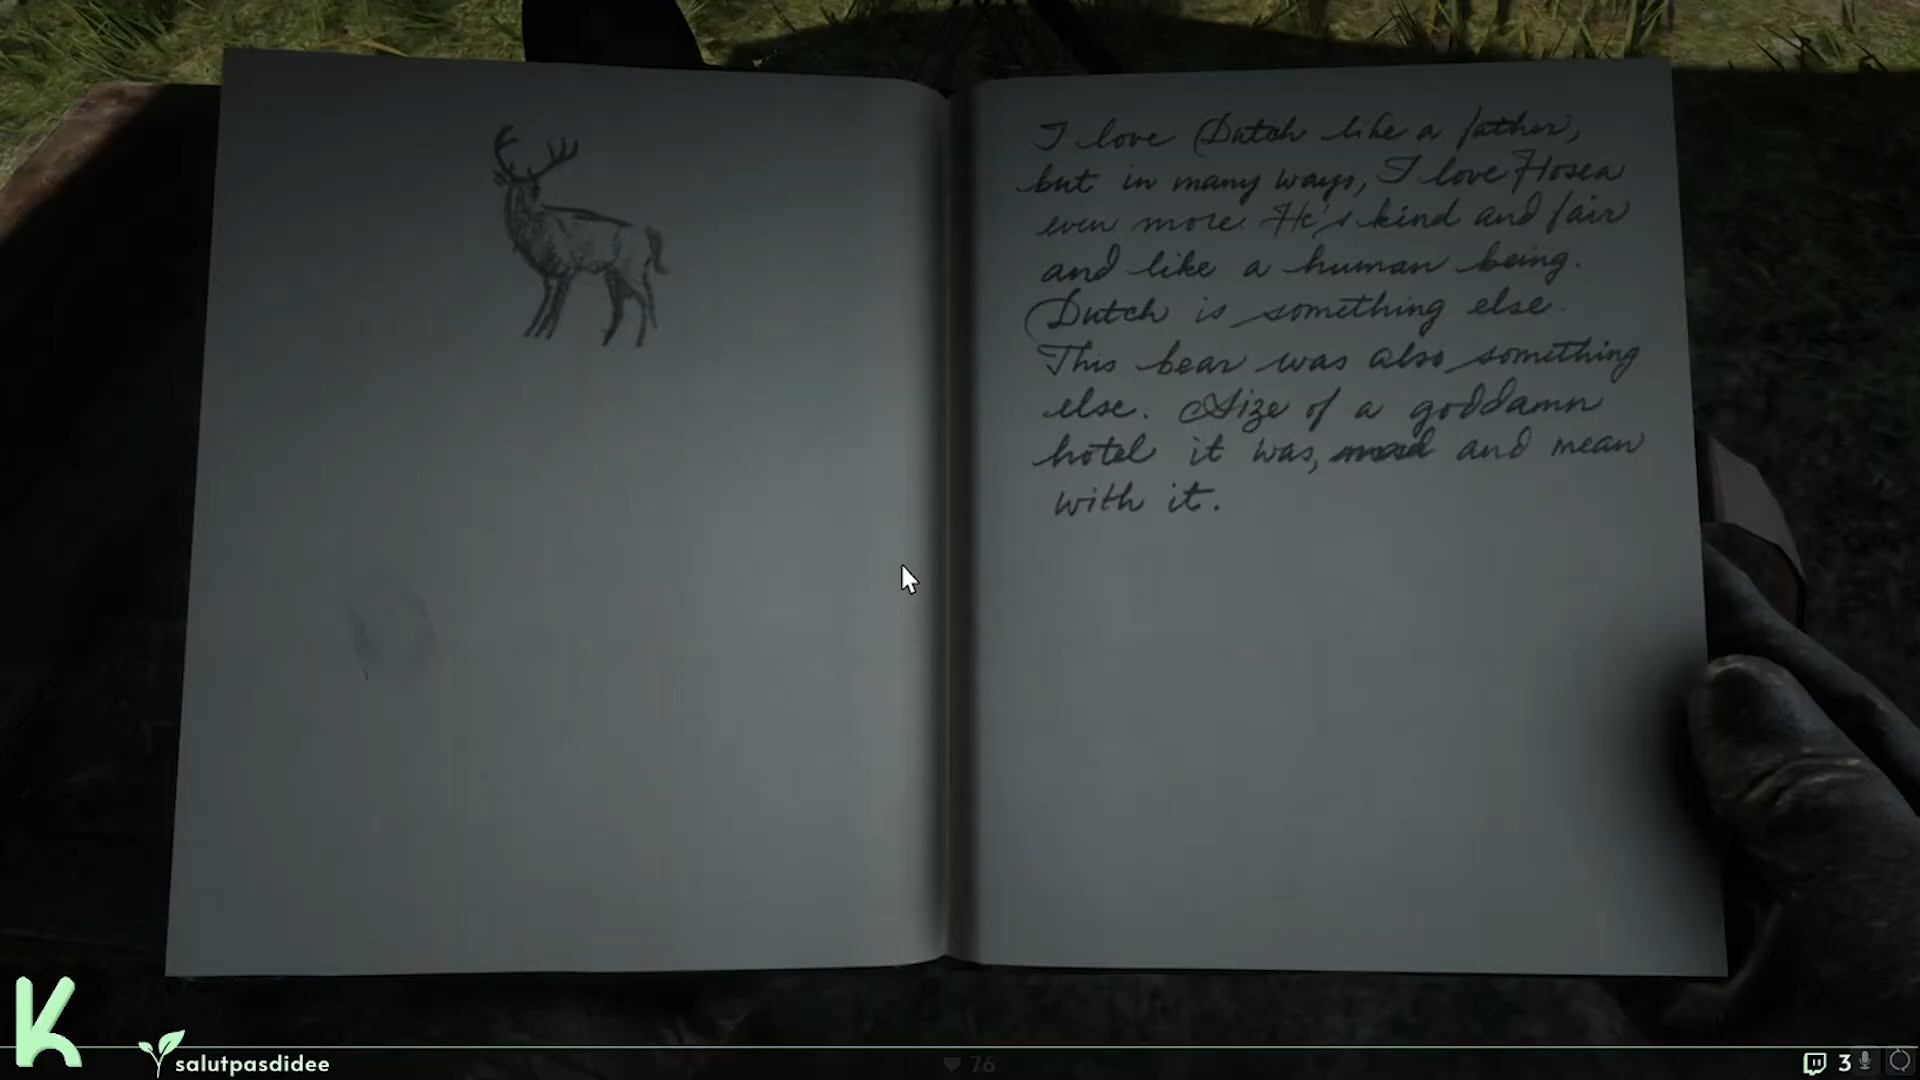 I love Dutch like a father,
but in many ways, I love Hosea
even more. He's kind and fair
and like a human being.
Dutch is something else.
This bear was also something
else. Size of a goddamn
hotel it was, and mean
with it.
K
salutpasdidee
76
3